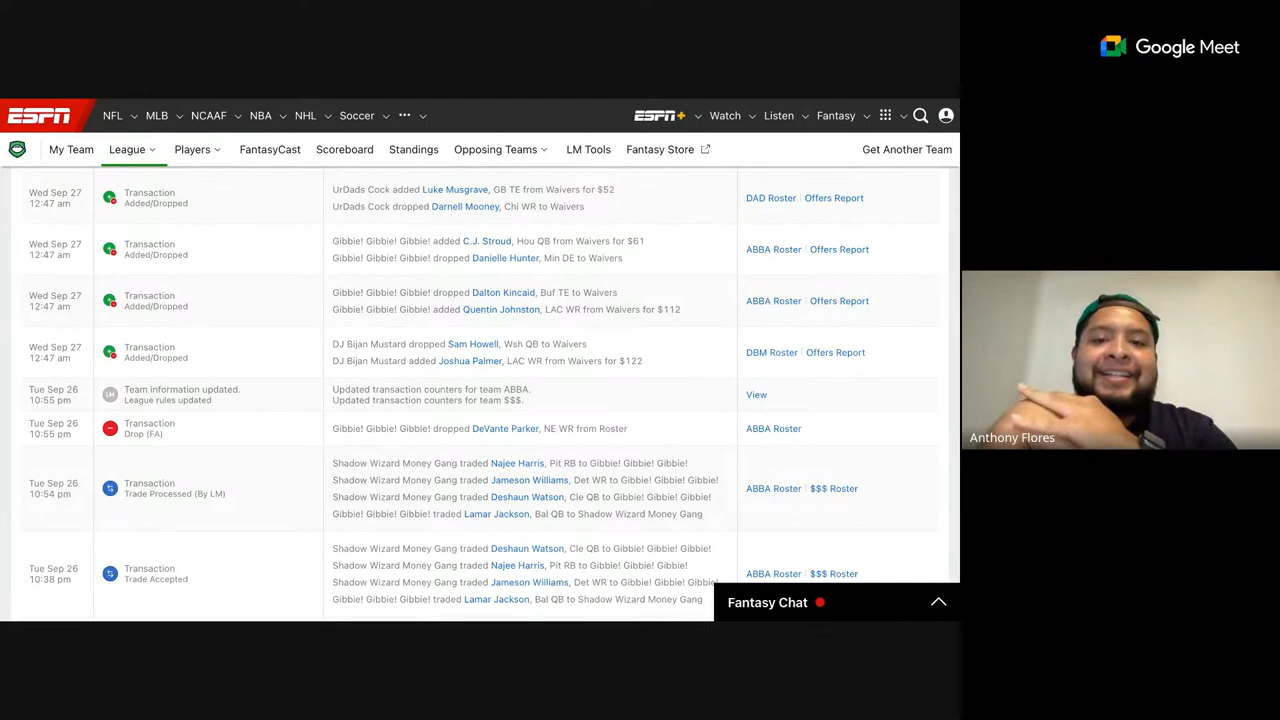 Google Meet
ESPN NFL MLB NCAAF NBA NHL Soccer ••• ESPN+ Watch Listen Fantasy
My Team League Players FantasyCast Scoreboard Standings Opposing Teams LM Tools Fantasy Store Get Another Team
Wed Sep 27
12:47 am
Transaction
Added/Dropped
UrDads Cock added Luke Musgrave, GB TE from Waivers for $52
UrDads Cock dropped Darnell Mooney, Chi WR to Waivers
DAD Roster Offers Report
Wed Sep 27
12:47 am
Transaction
Added/Dropped
Gibbie! Gibbie! Gibbie! added C.J. Stroud, Hou QB from Waivers for $61
Gibbie! Gibbie! Gibbie! dropped Danielle Hunter, Min DE to Waivers
ABBA Roster Offers Report
Wed Sep 27
12:47 am
Transaction
Added/Dropped
Gibbie! Gibbie! Gibbie! dropped Dalton Kincaid, Buf TE to Waivers
Gibbie! Gibbie! Gibbie! added Quentin Johnston, LAC WR from Waivers for $112
ABBA Roster Offers Report
Wed Sep 27
12:47 am
Transaction
Added/Dropped
DJ Bijan Mustard dropped Sam Howell, Wsh QB to Waivers
DJ Bijan Mustard added Joshua Palmer, LAC WR from Waivers for $122
DBM Roster Offers Report
Tue Sep 26
10:55 pm
LM
Team information updated.
League rules updated
Updated transaction counters for team ABBA.
Updated transaction counters for team $$$.
View
Tue Sep 26
10:55 pm
Transaction
Drop (FA)
Gibbie! Gibbie! Gibbie! dropped DeVante Parker, NE WR from Roster
ABBA Roster
Tue Sep 26
10:54 pm
Transaction
Trade Processed (By LM)
Shadow Wizard Money Gang traded Najee Harris, Pit RB to Gibbie! Gibbie! Gibbie!
Shadow Wizard Money Gang traded Jameson Williams, Det WR to Gibbie! Gibbie! Gibbie!
Shadow Wizard Money Gang traded Deshaun Watson, Cle QB to Gibbie! Gibbie! Gibbie!
Gibbie! Gibbie! Gibbie! traded Lamar Jackson, Bal QB to Shadow Wizard Money Gang
ABBA Roster $$$ Roster
Tue Sep 26
10:38 pm
Transaction
Trade Accepted
Shadow Wizard Money Gang traded Deshaun Watson, Cle QB to Gibbie! Gibbie! Gibbie!
Shadow Wizard Money Gang traded Najee Harris, Pit RB to Gibbie! Gibbie! Gibbie!
Shadow Wizard Money Gang traded Jameson Williams, Det WR to Gibbie! Gibbie! Gibbie!
Gibbie! Gibbie! Gibbie! traded Lamar Jackson, Bal QB to Shadow Wizard Money Gang
ABBA Roster $$$ Roster
Fantasy Chat
Anthony Flores